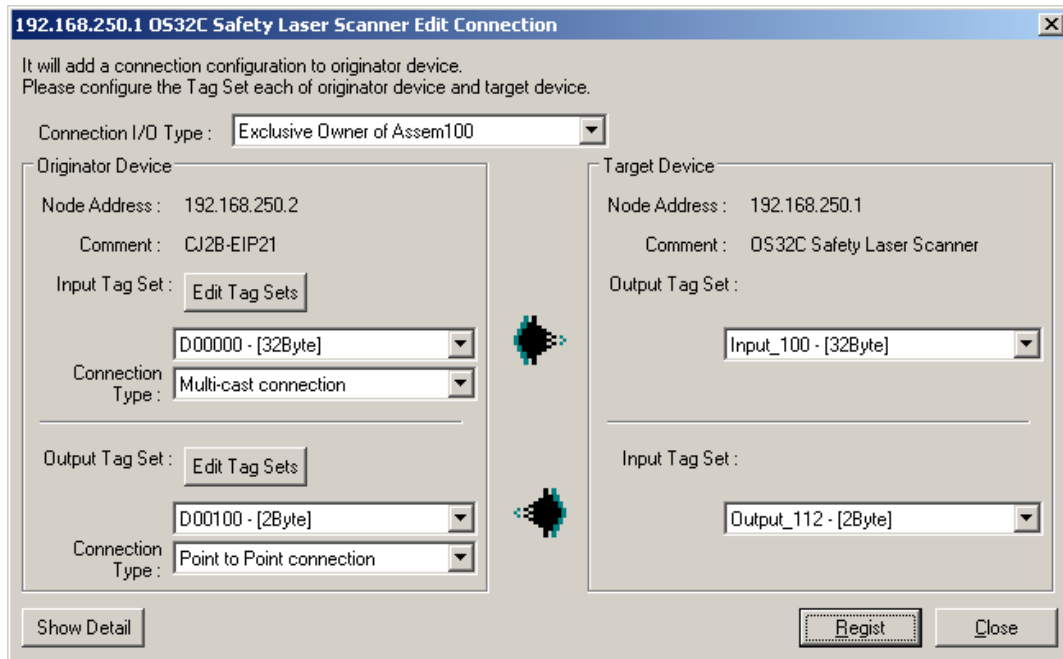 192.168.250.1 OS32C Safety Laser Scanner Edit Connection
It will add a connection configuration to originator device.
Please configure the Tag Set each of originator device and target device.
Connection I/O Type : Exclusive Owner of Assem100
Originator Device
Node Address : 192.168.250.2
Comment : CJ2B-EIP21
Input Tag Set : Edit Tag Sets
D00000 - [32Byte]
Connection Type : Multi-cast connection
Output Tag Set : Edit Tag Sets
D00100 - [2Byte]
Connection Type : Point to Point connection
Target Device
Node Address : 192.168.250.1
Comment : OS32C Safety Laser Scanner
Output Tag Set :
Input_100 - [32Byte]
Input Tag Set :
Output_112 - [2Byte]
Show Detail
Regist
Close